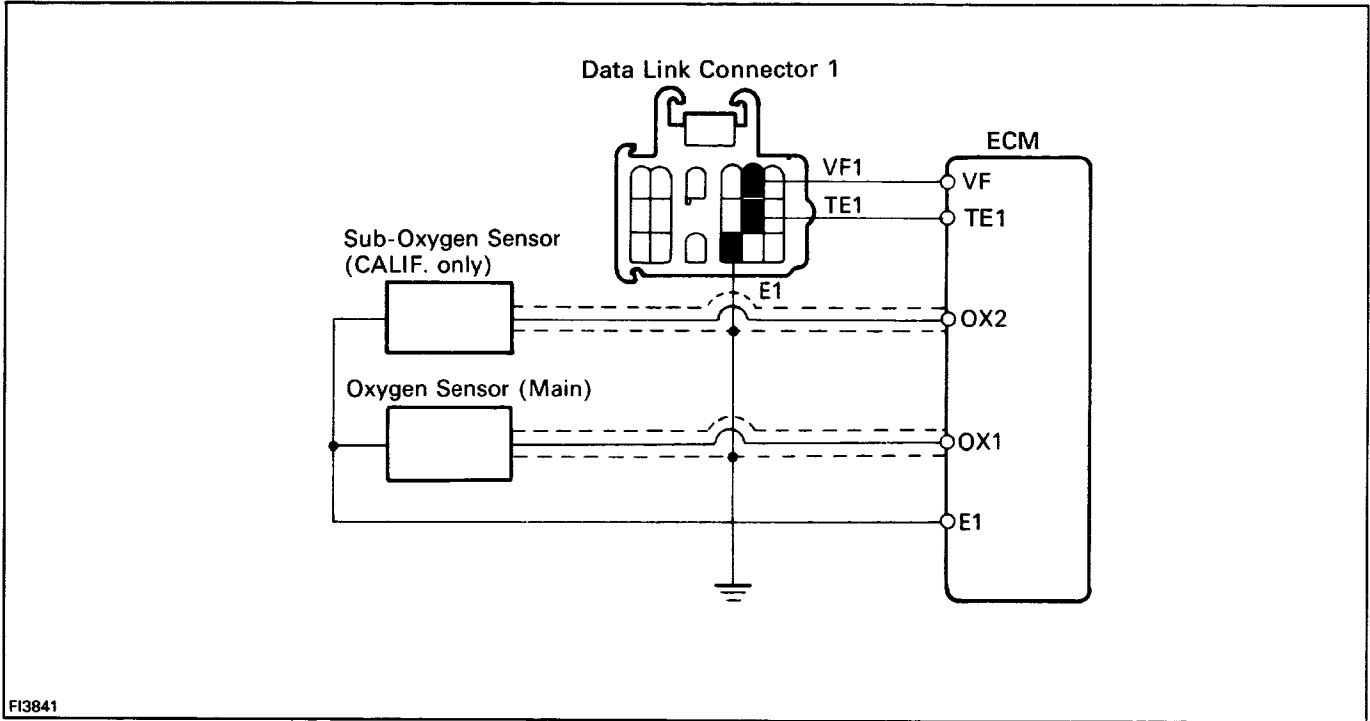 Data Link Connector 1
ECM
VF1
VF
TE1
TE1
Sub-Oxygen Sensor
(CALIF. only)
E1
OX2
Oxygen Sensor (Main)
OX1
E1
FI3841